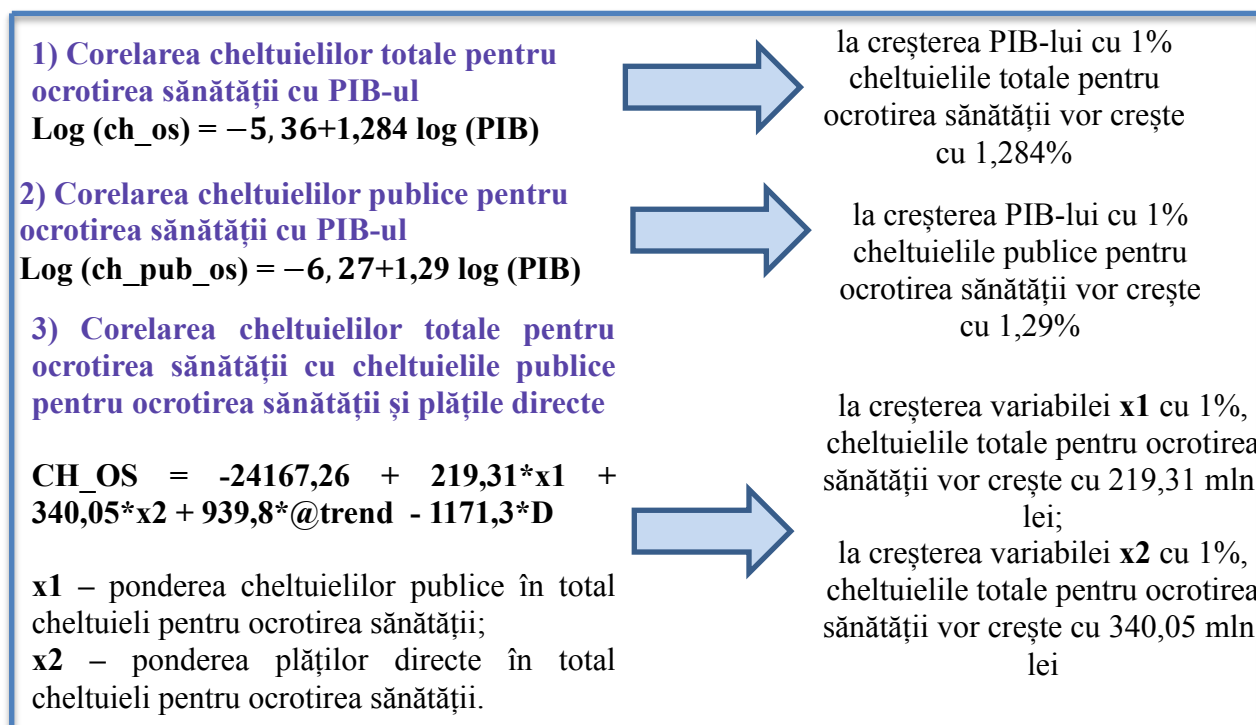 1) Corelarea cheltuielilor totale pentru
ocrotirea sănătății cu PIB-ul
Log (ch_os) = −5, 36+1,284 log (PIB)
la creșterea PIB-lui cu 1%
cheltuielile totale pentru
ocrotirea sănătății vor crește
cu 1,284%
2) Corelarea cheltuielilor publice pentru
ocrotirea sănătății cu PIB-ul
Log (ch_pub_os) = −6, 27+1,29 log (PIB)
la creșterea PIB-lui cu 1%
cheltuielile publice pentru
ocrotirea sănătății vor crește
cu 1,29%
3) Corelarea cheltuielilor totale pentru
ocrotirea sănătății cu cheltuielile publice
pentru ocrotirea sănătății și plățile directe
CH_OS = -24167,26 + 219,31*x1 +
340,05*x2 + 939,8*@trend - 1171,3*D
x1 – ponderea cheltuielilor publice în total
cheltuieli pentru ocrotirea sănătății;
x2 – ponderea plăților directe în total
cheltuieli pentru ocrotirea sănătății.
la creșterea variabilei x1 cu 1%,
cheltuielile totale pentru ocrotirea
sănătății vor crește cu 219,31 mln
lei;
la creșterea variabilei x2 cu 1%,
cheltuielile totale pentru ocrotirea
sănătății vor crește cu 340,05 mln
lei